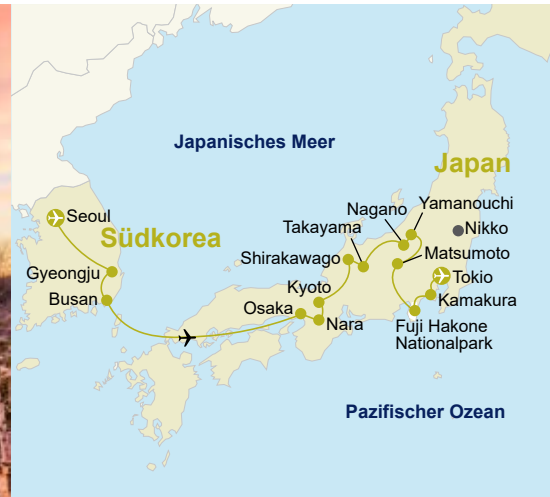 Japanisches Meer
Japan
Nagano
Yamanouchi
Takayama
Seoul
Südkorea
Nikko
Shirakawago
Matsumoto
Gyeongju
Tokio
Kyoto
Busan
Osaka
Kamakura
Nara
Fuji Hakone
Nationalpark
Pazifischer Ozean